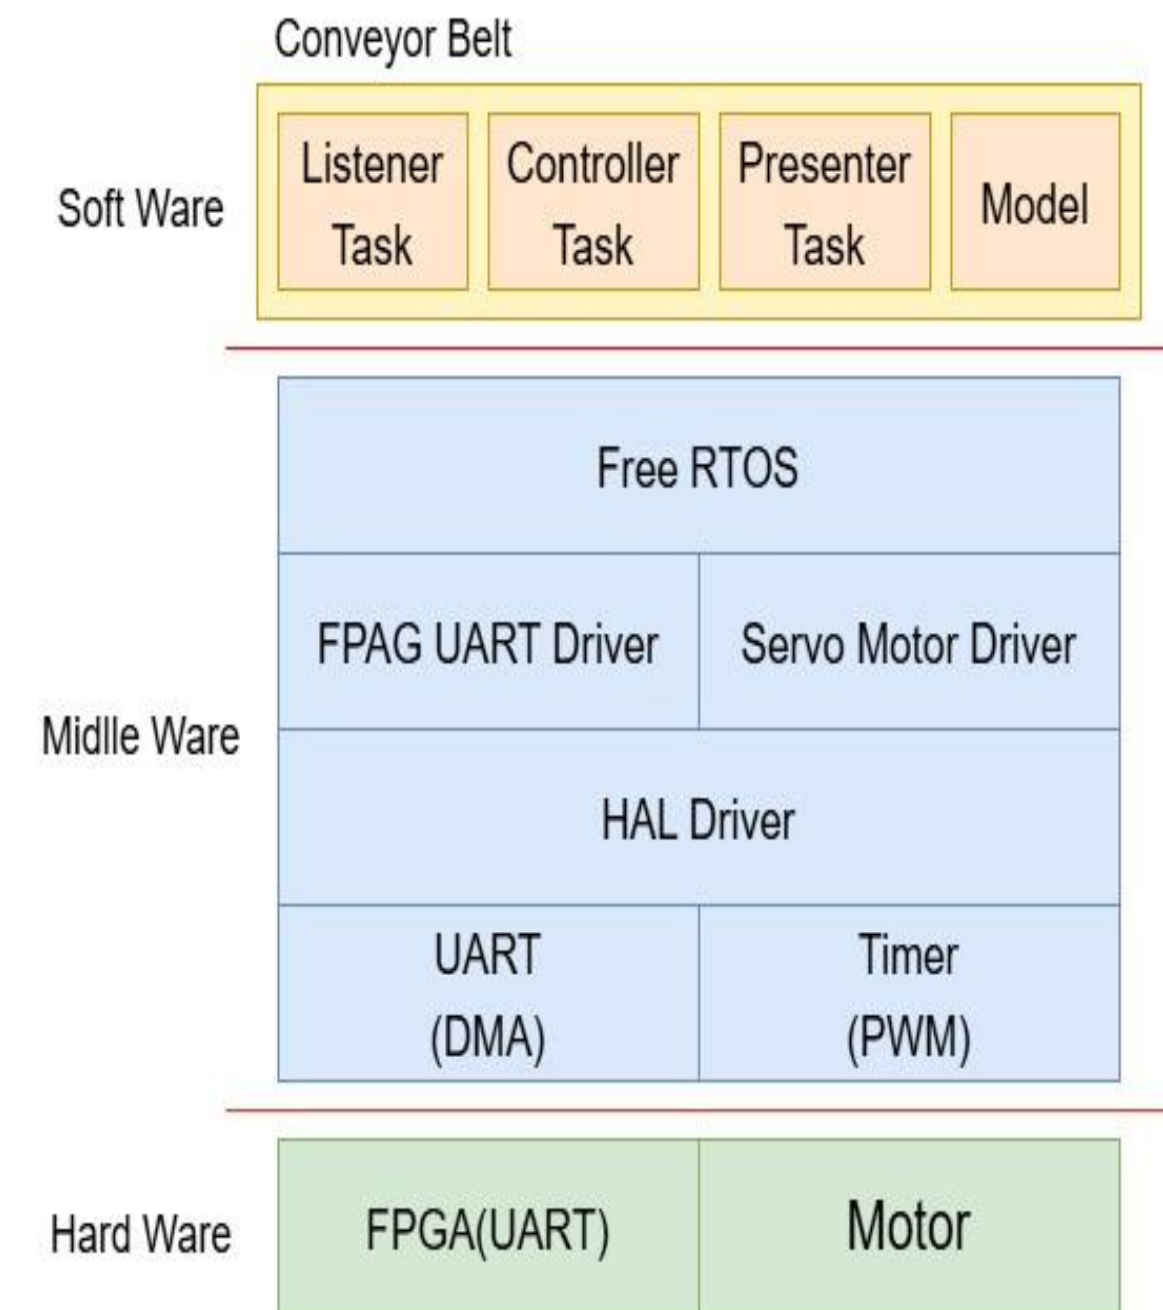 Conveyor Belt
Soft Ware
Listener
Task
Controller
Task
Presenter
Task
Model
Midlle Ware
Free RTOS
FPAG UART Driver
Servo Motor Driver
HAL Driver
UART
(DMA)
Timer
(PWM)
Hard Ware
FPGA(UART)
Motor